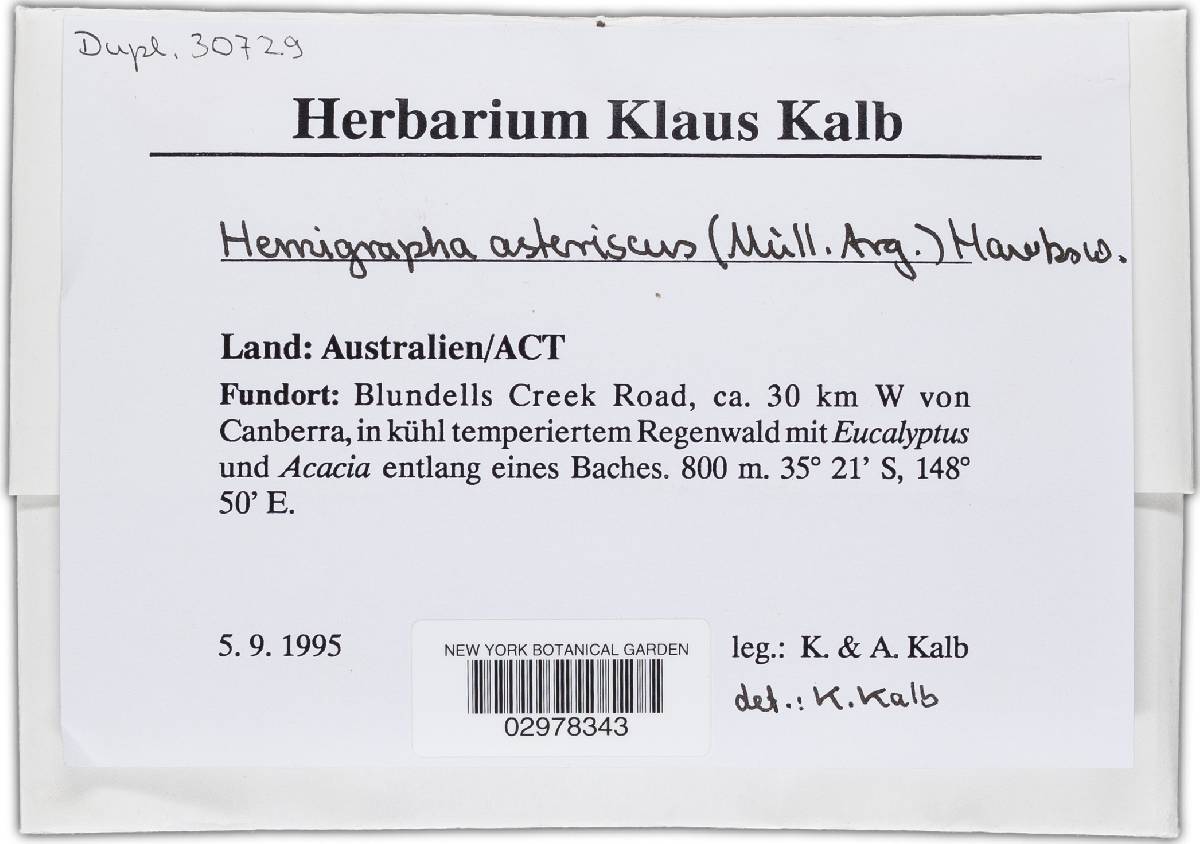 Dupl. 30729
Herbarium Klaus Kalb
Hemigrapha asteriscus (Müll. Arg.)
Land: Australien/ACT
Fundort: Blundells Creek Road, ca. 30 km W von
Canberra, in kühl temperiertem Regenwald mit Eucalyptus
und Acacia entlang eines Baches. 800 m. 35° 21' S, 148°
50' E.
5. 9. 1995
NEW YORK BOTANICAL GARDEN
02978343
leg.: K. & A. Kalb
det.: K. Kalb